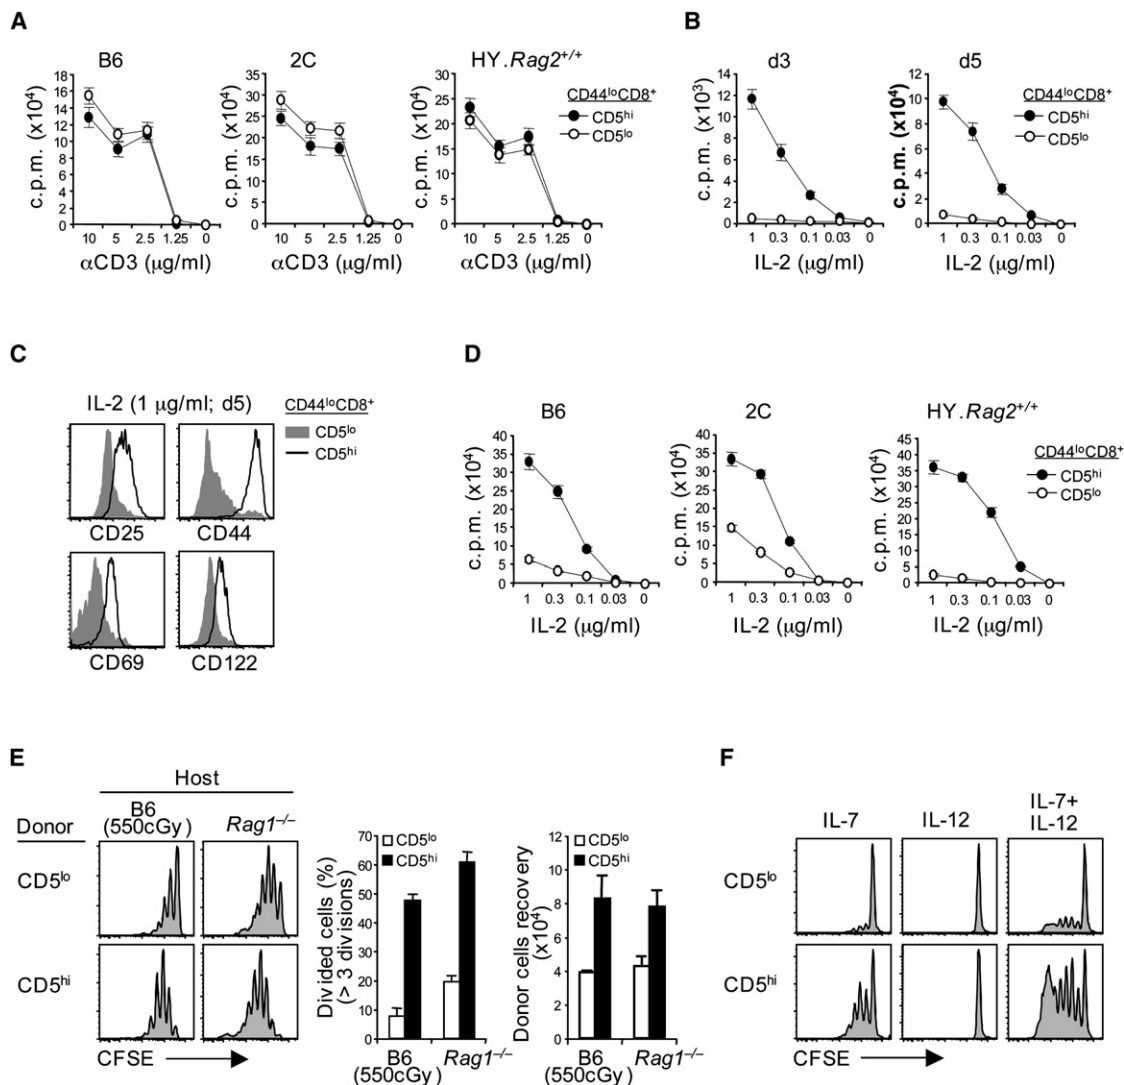 A
B6
c.p.m. (x10⁴)
18
16
14
12
10
8
6
4
2
0
10 5 2.5 1.25 0
αCD3 (μg/ml)
2C
c.p.m. (x10⁴)
35
30
25
20
15
10
5
0
10 5 2.5 1.25 0
αCD3 (μg/ml)
HY.Rag2⁺/⁺
c.p.m. (x10⁴)
30
25
20
15
10
5
0
10 5 2.5 1.25 0
αCD3 (μg/ml)
CD44ˡᵒCD8⁺
CD5ʰⁱ
CD5ˡᵒ
B
d3
c.p.m. (x10³)
14
12
10
8
6
4
2
0
1 0.3 0.1 0.03 0
IL-2 (μg/ml)
d5
c.p.m. (x10⁴)
12
10
8
6
4
2
0
1 0.3 0.1 0.03 0
IL-2 (μg/ml)
CD44ˡᵒCD8⁺
CD5ʰⁱ
CD5ˡᵒ
C
IL-2 (1 μg/ml; d5)
CD44ˡᵒCD8⁺
CD5ˡᵒ
CD5ʰⁱ
CD25 CD44
CD69 CD122
D
B6
c.p.m. (x10⁴)
40
35
30
25
20
15
10
5
0
1 0.3 0.1 0.03 0
IL-2 (μg/ml)
2C
c.p.m. (x10⁴)
40
35
30
25
20
15
10
5
0
1 0.3 0.1 0.03 0
IL-2 (μg/ml)
HY.Rag2⁺/⁺
c.p.m. (x10⁴)
45
40
35
30
25
20
15
10
5
0
1 0.3 0.1 0.03 0
IL-2 (μg/ml)
CD44ˡᵒCD8⁺
CD5ʰⁱ
CD5ˡᵒ
E
Host
Donor
B6
(550cGy)
Rag1⁻/⁻
CD5ˡᵒ
CD5ʰⁱ
CFSE
Divided cells (%)
(> 3 divisions)
70
60
50
40
30
20
10
0
CD5ˡᵒ
CD5ʰⁱ
B6 Rag1⁻/⁻
(550cGy)
Donor cells recovery
(x10⁴)
12
10
8
6
4
2
0
CD5ˡᵒ
CD5ʰⁱ
B6 Rag1⁻/⁻
(550cGy)
F
IL-7
IL-12
IL-7+
IL-12
CD5ˡᵒ
CD5ʰⁱ
CFSE